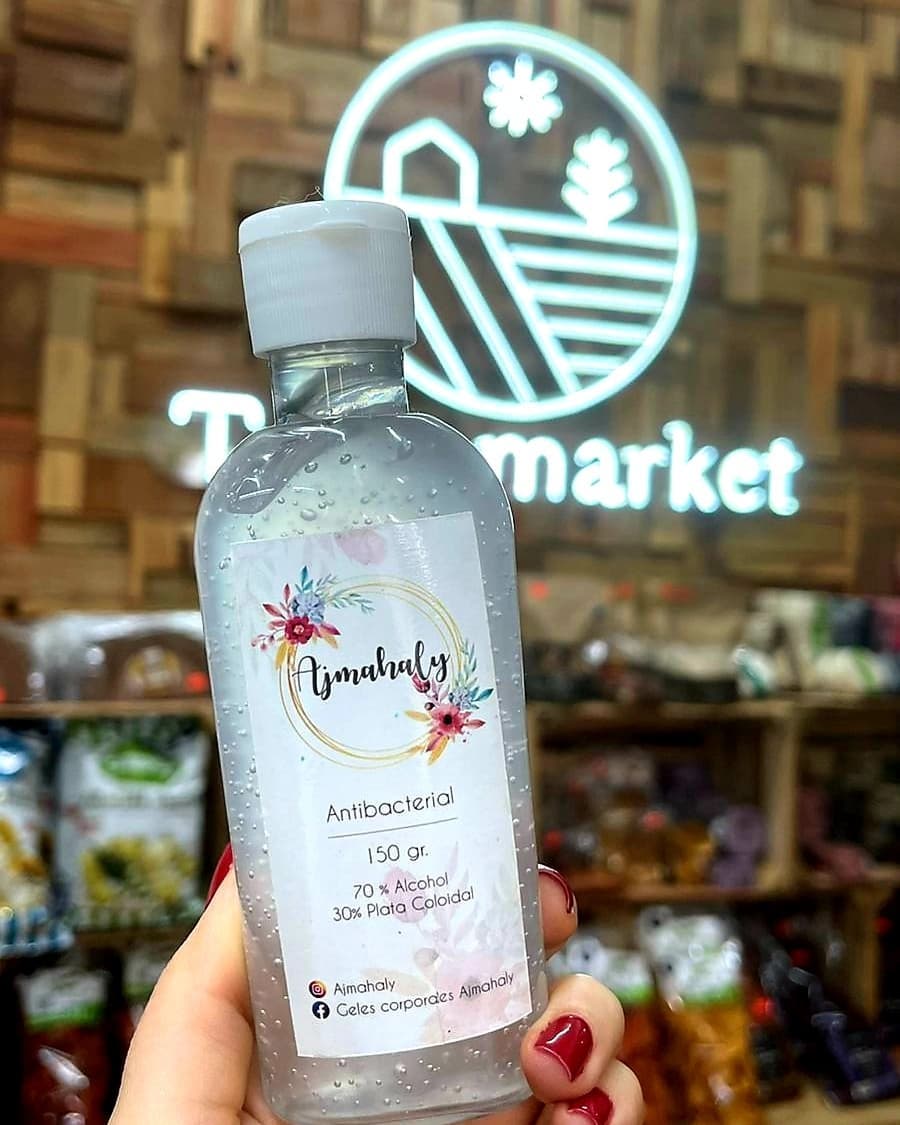 market
Ajmahaly
Antibacterial
150 gr.
70 % Alcohol
30% Plata Coloidal
Ajmahaly
Geles corporales Ajmahaly